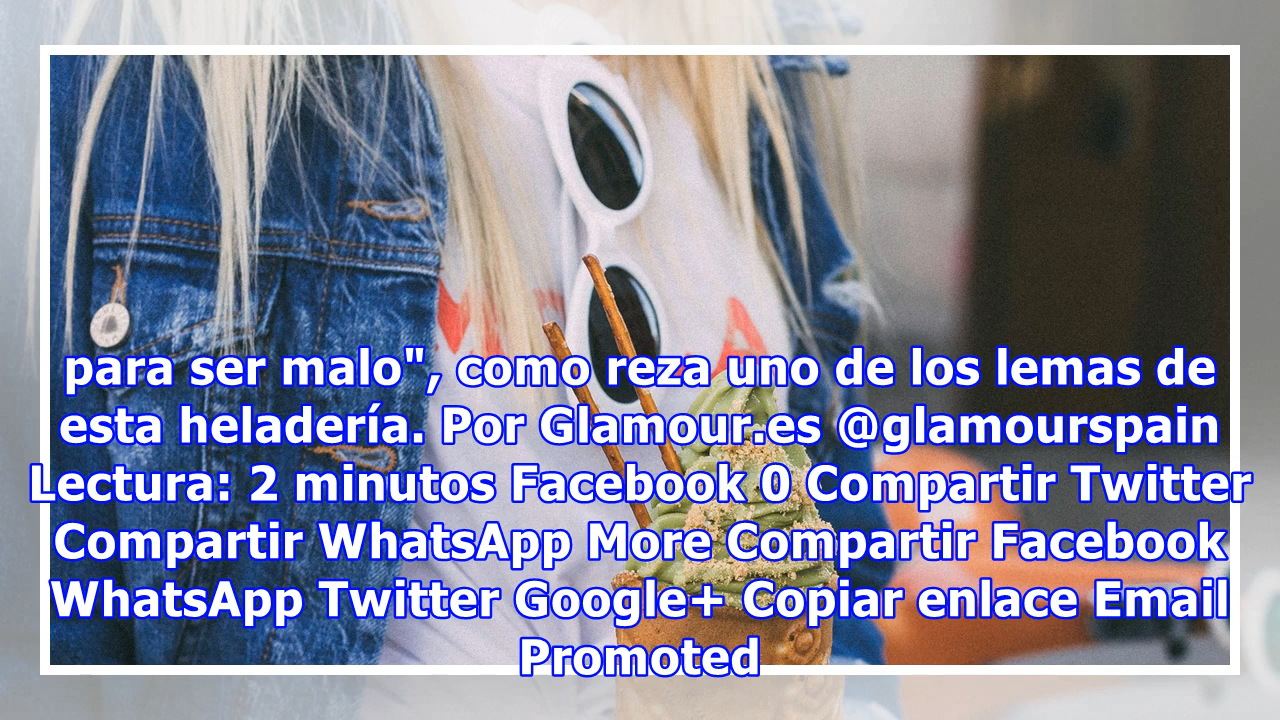 para ser malo", como reza uno de los lemas de
esta heladería. Por Glamour.es @glamourspain
Lectura: 2 minutos Facebook 0 Compartir Twitter
Compartir WhatsApp More Compartir Facebook
WhatsApp Twitter Google+ Copiar enlace Email
Promoted